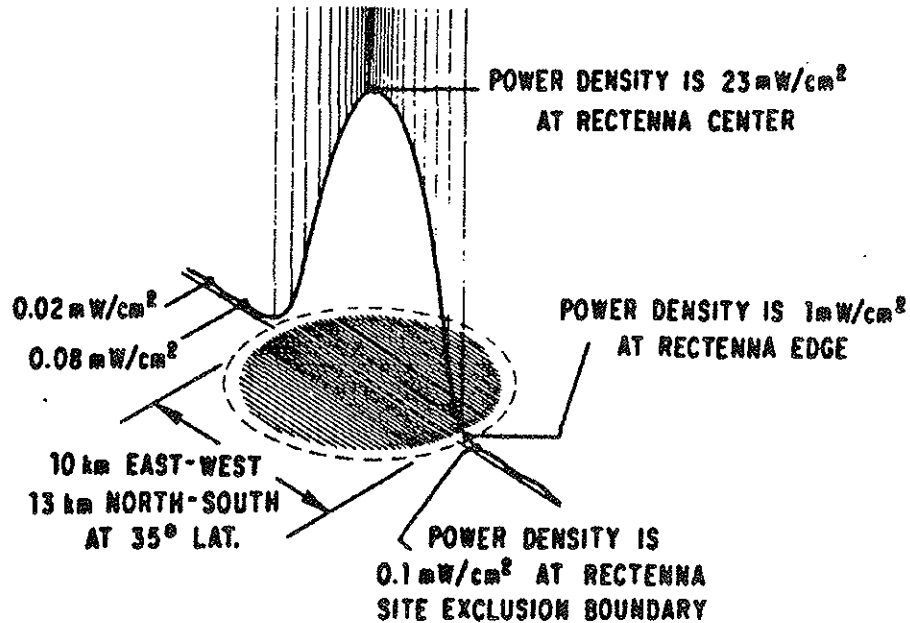 POWER DENSITY IS 23 mW/cm²
AT RECTENNA CENTER
0.02 mW/cm²
0.08 mW/cm²
POWER DENSITY IS 1mW/cm²
AT RECTENNA EDGE
10 km EAST-WEST
13 km NORTH-SOUTH
AT 35° LAT.
POWER DENSITY IS
0.1 mW/cm² AT RECTENNA
SITE EXCLUSION BOUNDARY